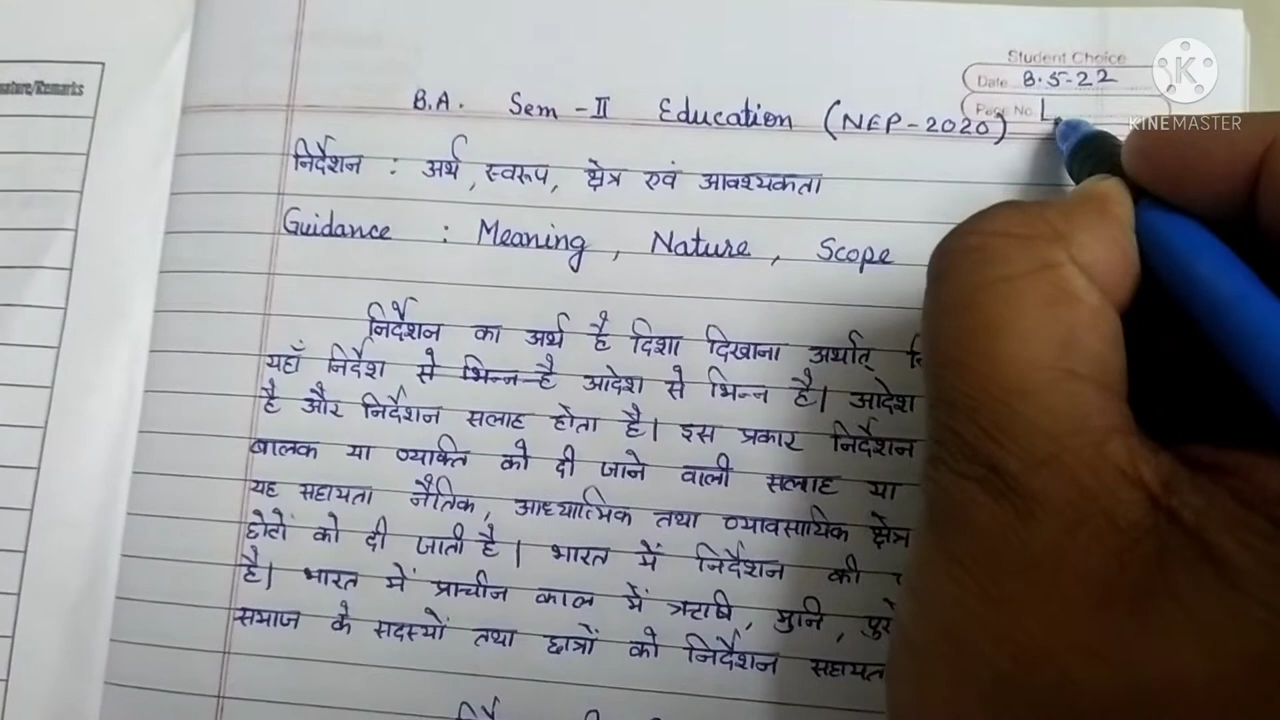 nature/Remarks
Student Choice
Date 8.5-22
Page No.
KINEMASTER
B.A. Sem-II Education (NEP-2020)
निर्देशन : अर्थ, स्वरूप, क्षेत्र एवं आवश्यकता
Guidance : Meaning, Nature, Scope
निर्देशन का अर्थ है दिशा दिखाना अर्थात्
यहाँ निर्देश से भिन्न है आदेश से भिन्न है। आदेश
है और निर्देशन सलाह होता है। इस प्रकार निर्देशन
बालक या व्यक्ति को दी जाने वाली सलाह या
यह सहायता नैतिक, आध्यात्मिक तथा व्यावसायिक क्षेत्र
छोटों को दी जाती है। भारत में निर्देशन की
है। भारत में प्राचीन काल में ऋषि, मुनि,
समाज के सदस्यों तथा छात्रों को निर्देशन